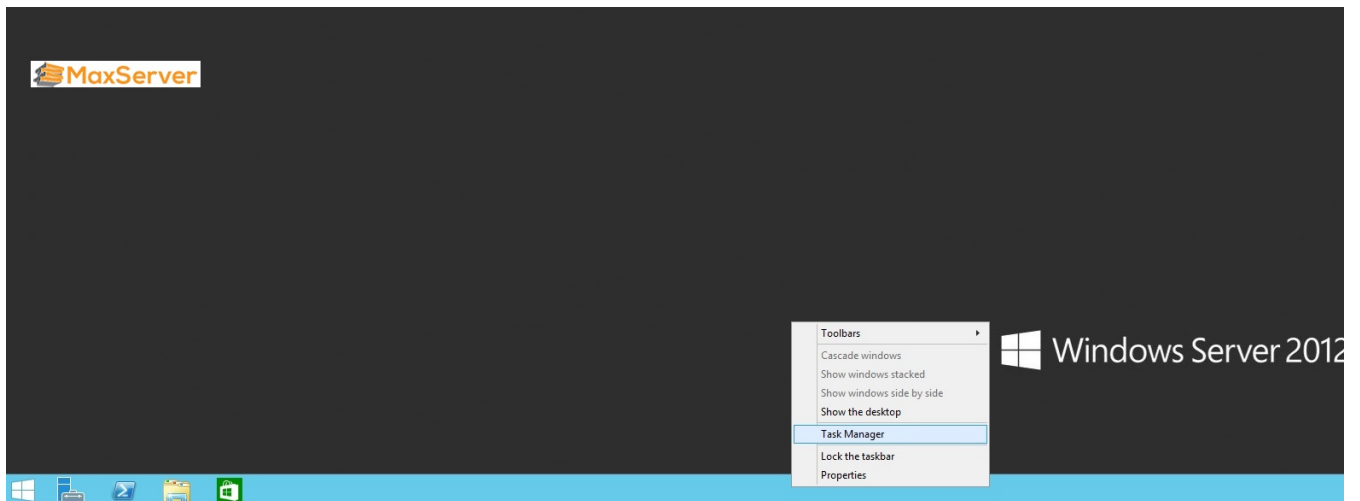 MaxServer
Toolbars
Cascade windows
Show windows stacked
Show windows side by side
Show the desktop
Task Manager
Lock the taskbar
Properties
Windows Server 2012